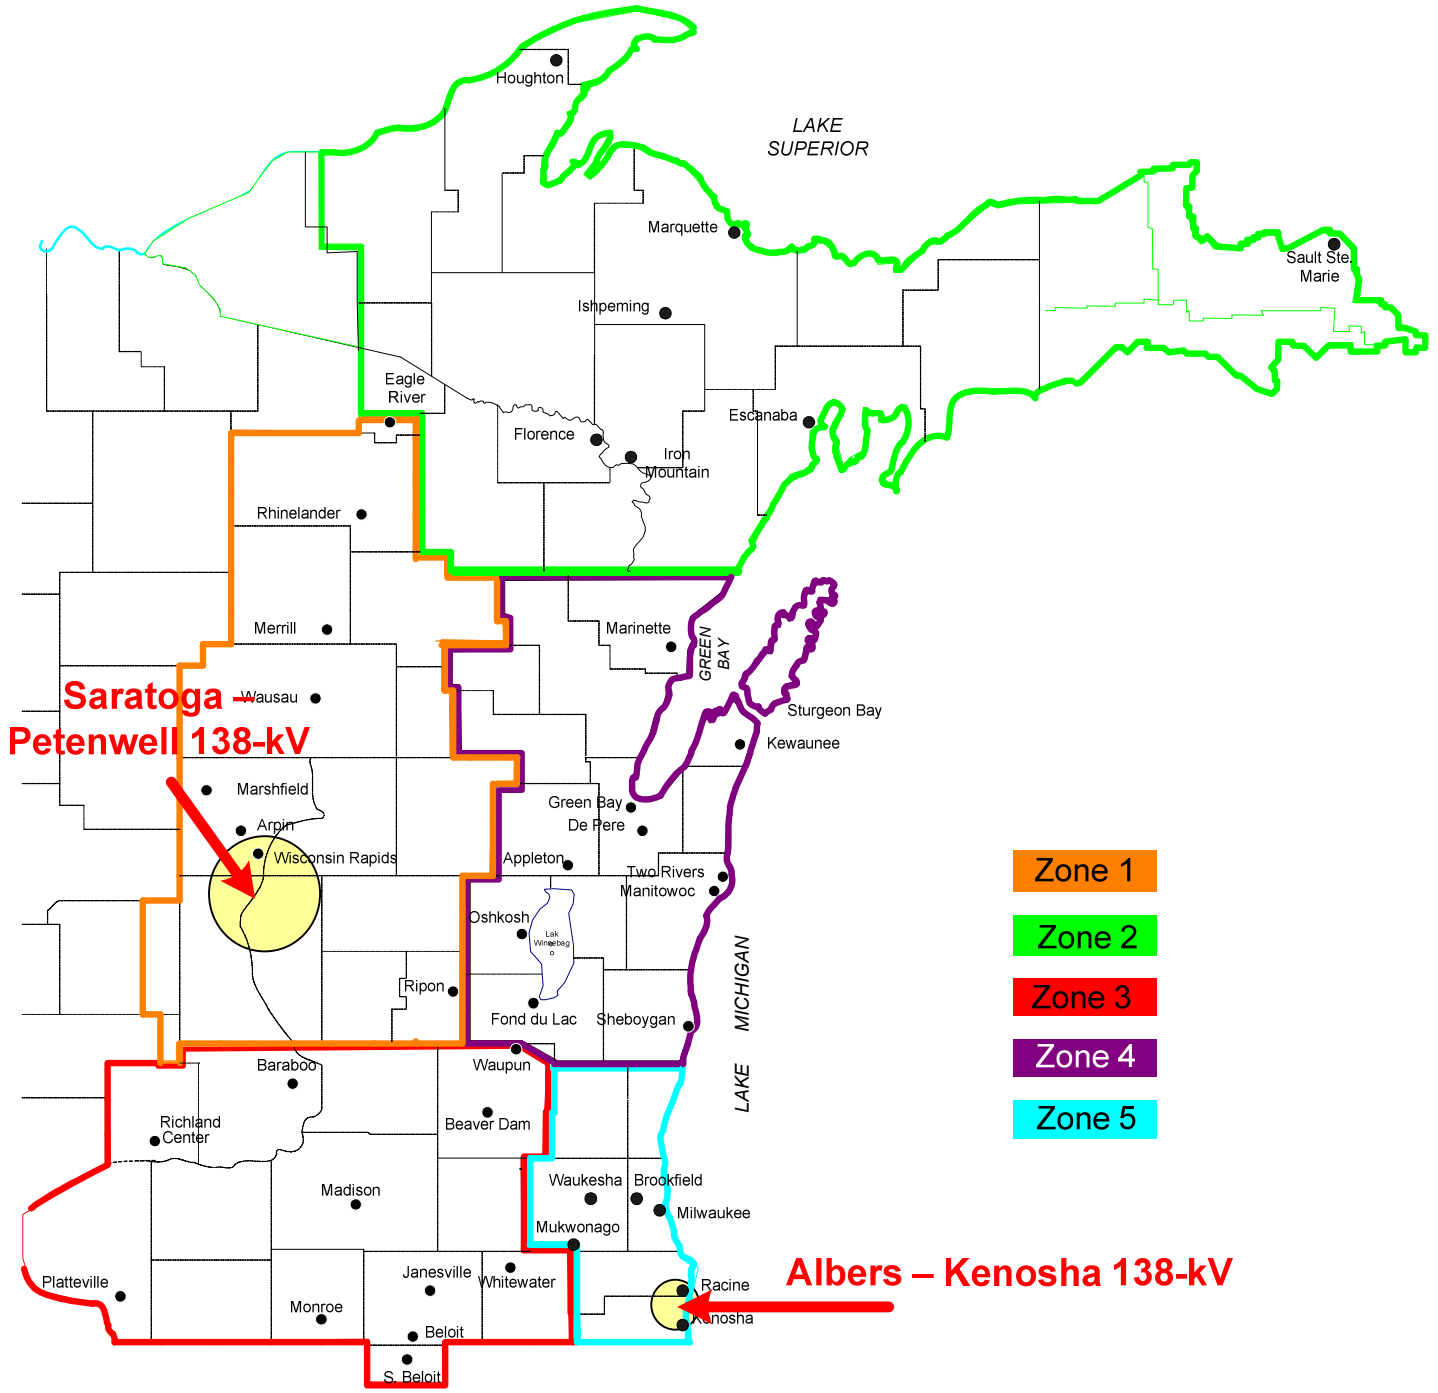 Houghton
LAKE
SUPERIOR
Marquette
Sault Ste.
Marie
Ishpeming
Eagle
River
Escanaba
Florence
Iron
Mountain
Rhinelander
Merrill
Marinette
GREEN
BAY
Saratoga –
Wausau
Sturgeon Bay
Petenwell 138-kV
Kewaunee
Marshfield
Green Bay
Arpin
De Pere
Wisconsin Rapids
Appleton
Two Rivers
Manitowoc
Zone 1
Oshkosh
Lak
Winnebag
Zone 2
Ripon
Zone 3
Fond du Lac
Sheboygan
LAKE MICHIGAN
Baraboo
Waupun
Zone 4
Richland
Center
Beaver Dam
Zone 5
Madison
Waukesha
Brookfield
Milwaukee
Mukwonago
Platteville
Janesville
Whitewater
Racine
Albers – Kenosha 138-kV
Monroe
Kenosha
Beloit
S. Beloit